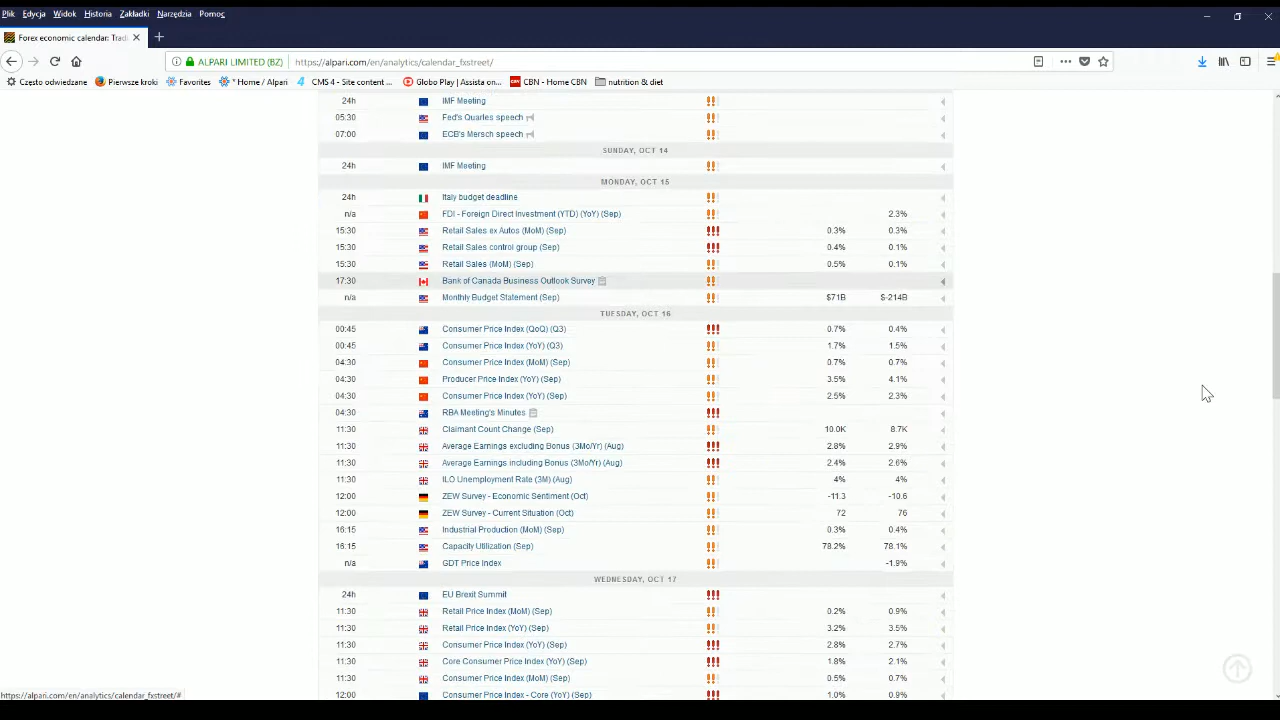 Plik Edycja Widok Historia Zakładki Narzędzia Pomoc
Forex economic calendar: Tradi
ALPARI LIMITED (BZ) https://alpari.com/en/analytics/calendar_fxstreet/
Często odwiedzane Pierwsze kroki Favorites * Home / Alpari CMS 4 - Site content ... Globo Play | Assista on... CBN - Home CBN nutrition & diet
24h IMF Meeting
05:30 Fed's Quarles speech
07:00 ECB's Mersch speech
SUNDAY, OCT 14
24h IMF Meeting
MONDAY, OCT 15
24h Italy budget deadline
n/a FDI - Foreign Direct Investment (YTD) (YoY) (Sep) 2.3%
15:30 Retail Sales ex Autos (MoM) (Sep) 0.3% 0.3%
15:30 Retail Sales control group (Sep) 0.4% 0.1%
15:30 Retail Sales (MoM) (Sep) 0.5% 0.1%
17:30 Bank of Canada Business Outlook Survey
n/a Monthly Budget Statement (Sep) $71B $-214B
TUESDAY, OCT 16
00:45 Consumer Price Index (QoQ) (Q3) 0.7% 0.4%
00:45 Consumer Price Index (YoY) (Q3) 1.7% 1.5%
04:30 Consumer Price Index (MoM) (Sep) 0.7% 0.7%
04:30 Producer Price Index (YoY) (Sep) 3.5% 4.1%
04:30 Consumer Price Index (YoY) (Sep) 2.5% 2.3%
04:30 RBA Meeting's Minutes
11:30 Claimant Count Change (Sep) 10.0K 8.7K
11:30 Average Earnings excluding Bonus (3Mo/Yr) (Aug) 2.8% 2.9%
11:30 Average Earnings including Bonus (3Mo/Yr) (Aug) 2.4% 2.6%
11:30 ILO Unemployment Rate (3M) (Aug) 4% 4%
12:00 ZEW Survey - Economic Sentiment (Oct) -11.3 -10.6
12:00 ZEW Survey - Current Situation (Oct) 72 76
16:15 Industrial Production (MoM) (Sep) 0.3% 0.4%
16:15 Capacity Utilization (Sep) 78.2% 78.1%
n/a GDT Price Index -1.9%
WEDNESDAY, OCT 17
24h EU Brexit Summit
11:30 Retail Price Index (MoM) (Sep) 0.2% 0.9%
11:30 Retail Price Index (YoY) (Sep) 3.2% 3.5%
11:30 Consumer Price Index (YoY) (Sep) 2.8% 2.7%
11:30 Core Consumer Price Index (YoY) (Sep) 1.8% 2.1%
11:30 Consumer Price Index (MoM) (Sep) 0.5% 0.7%
12:00 Consumer Price Index - Core (YoY) (Sep) 1.0% 0.9%
https://alpari.com/en/analytics/calendar_fxstreet/#